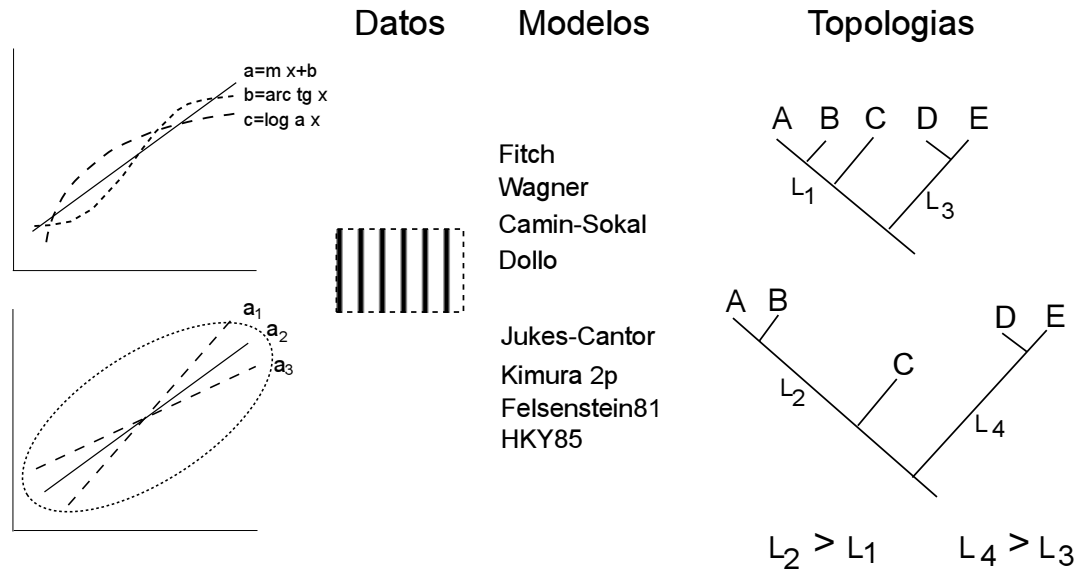 Datos
Modelos
Topologias
a=m x+b
b=arc tg x
c=log a x
a1
a2
a3
Fitch
Wagner
Camin-Sokal
Dollo
Jukes-Cantor
Kimura 2p
Felsenstein81
HKY85
A B C D E
L1
L3
A B
D E
C
L2
L4
L2 > L1 L4 > L3